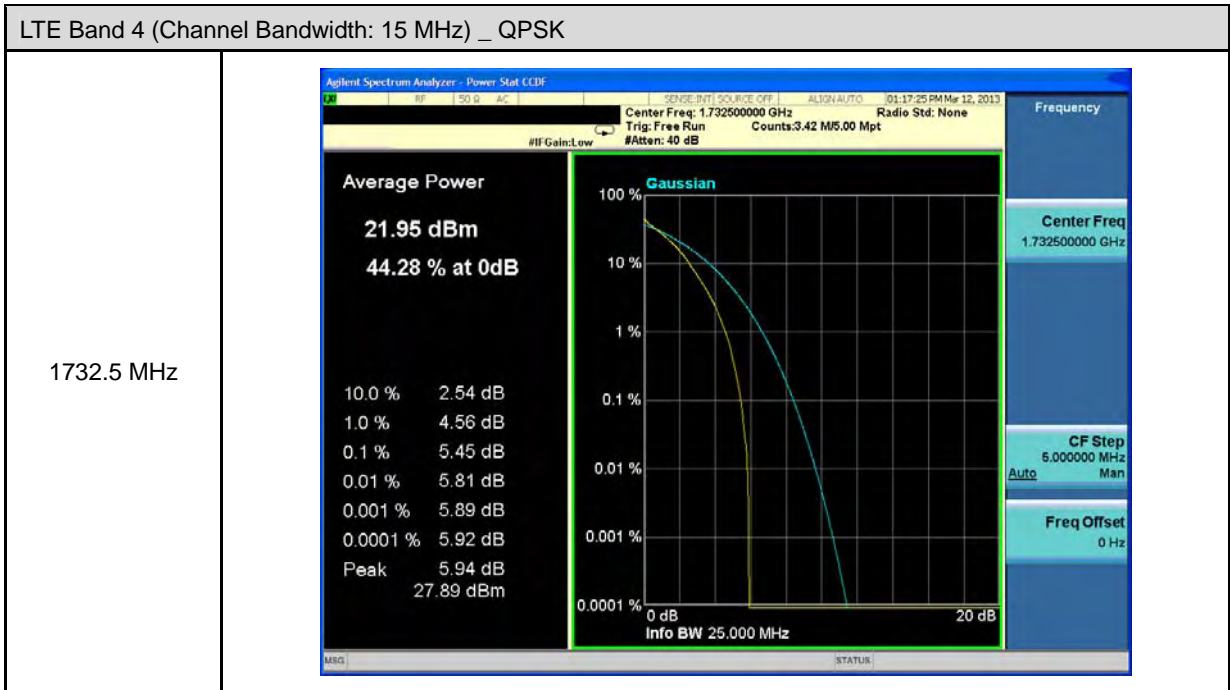 LTE Band 4 (Channel Bandwidth: 15 MHz) _ QPSK
1732.5 MHz
Agilent Spectrum Analyzer - Power Stat CCDF
LXI RF 50 Ω AC SENSE:INT SOURCE OFF ALIGN AUTO 01:17:25 PM Mar 12, 2013
Center Freq: 1.732500000 GHz Radio Std: None
Trig: Free Run Counts:3.42 M/5.00 Mpt
#IFGain:Low #Atten: 40 dB
Average Power
21.95 dBm
44.28 % at 0dB
10.0 % 2.54 dB
1.0 % 4.56 dB
0.1 % 5.45 dB
0.01 % 5.81 dB
0.001 % 5.89 dB
0.0001 % 5.92 dB
Peak 5.94 dB
27.89 dBm
Gaussian
100 %
10 %
1 %
0.1 %
0.01 %
0.001 %
0.0001 %
0 dB 20 dB
Info BW 25.000 MHz
Frequency
Center Freq
1.732500000 GHz
CF Step
5.000000 MHz
Auto Man
Freq Offset
0 Hz
MSG STATUS